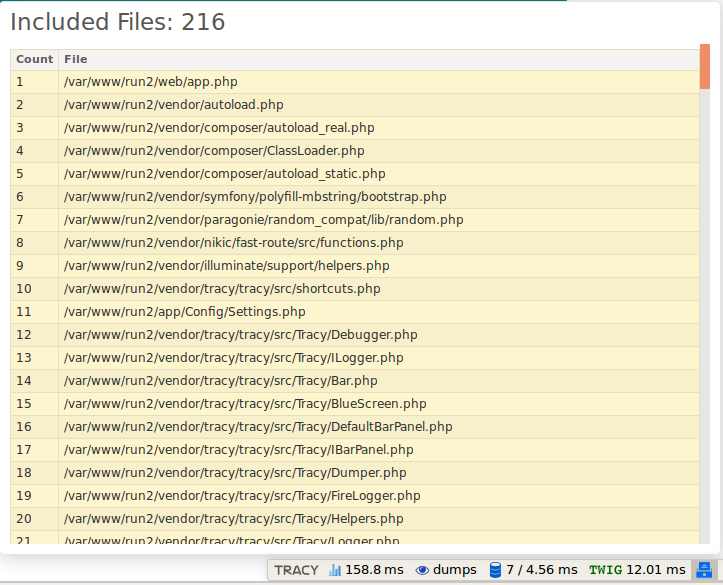 Included Files: 216
Count File
1 /var/www/run2/web/app.php
2 /var/www/run2/vendor/autoload.php
3 /var/www/run2/vendor/composer/autoload_real.php
4 /var/www/run2/vendor/composer/ClassLoader.php
5 /var/www/run2/vendor/composer/autoload_static.php
6 /var/www/run2/vendor/symfony/polyfill-mbstring/bootstrap.php
7 /var/www/run2/vendor/paragonie/random_compat/lib/random.php
8 /var/www/run2/vendor/nikic/fast-route/src/functions.php
9 /var/www/run2/vendor/illuminate/support/helpers.php
10 /var/www/run2/vendor/tracy/tracy/src/shortcuts.php
11 /var/www/run2/app/Config/Settings.php
12 /var/www/run2/vendor/tracy/tracy/src/Tracy/Debugger.php
13 /var/www/run2/vendor/tracy/tracy/src/Tracy/ILogger.php
14 /var/www/run2/vendor/tracy/tracy/src/Tracy/Bar.php
15 /var/www/run2/vendor/tracy/tracy/src/Tracy/BlueScreen.php
16 /var/www/run2/vendor/tracy/tracy/src/Tracy/DefaultBarPanel.php
17 /var/www/run2/vendor/tracy/tracy/src/Tracy/IBarPanel.php
18 /var/www/run2/vendor/tracy/tracy/src/Tracy/Dumper.php
19 /var/www/run2/vendor/tracy/tracy/src/Tracy/FireLogger.php
20 /var/www/run2/vendor/tracy/tracy/src/Tracy/Helpers.php
21 /var/www/run2/vendor/tracy/tracy/src/Tracy/Logger.php
TRACY 158.8 ms dumps 7 / 4.56 ms TWIG 12.01 ms